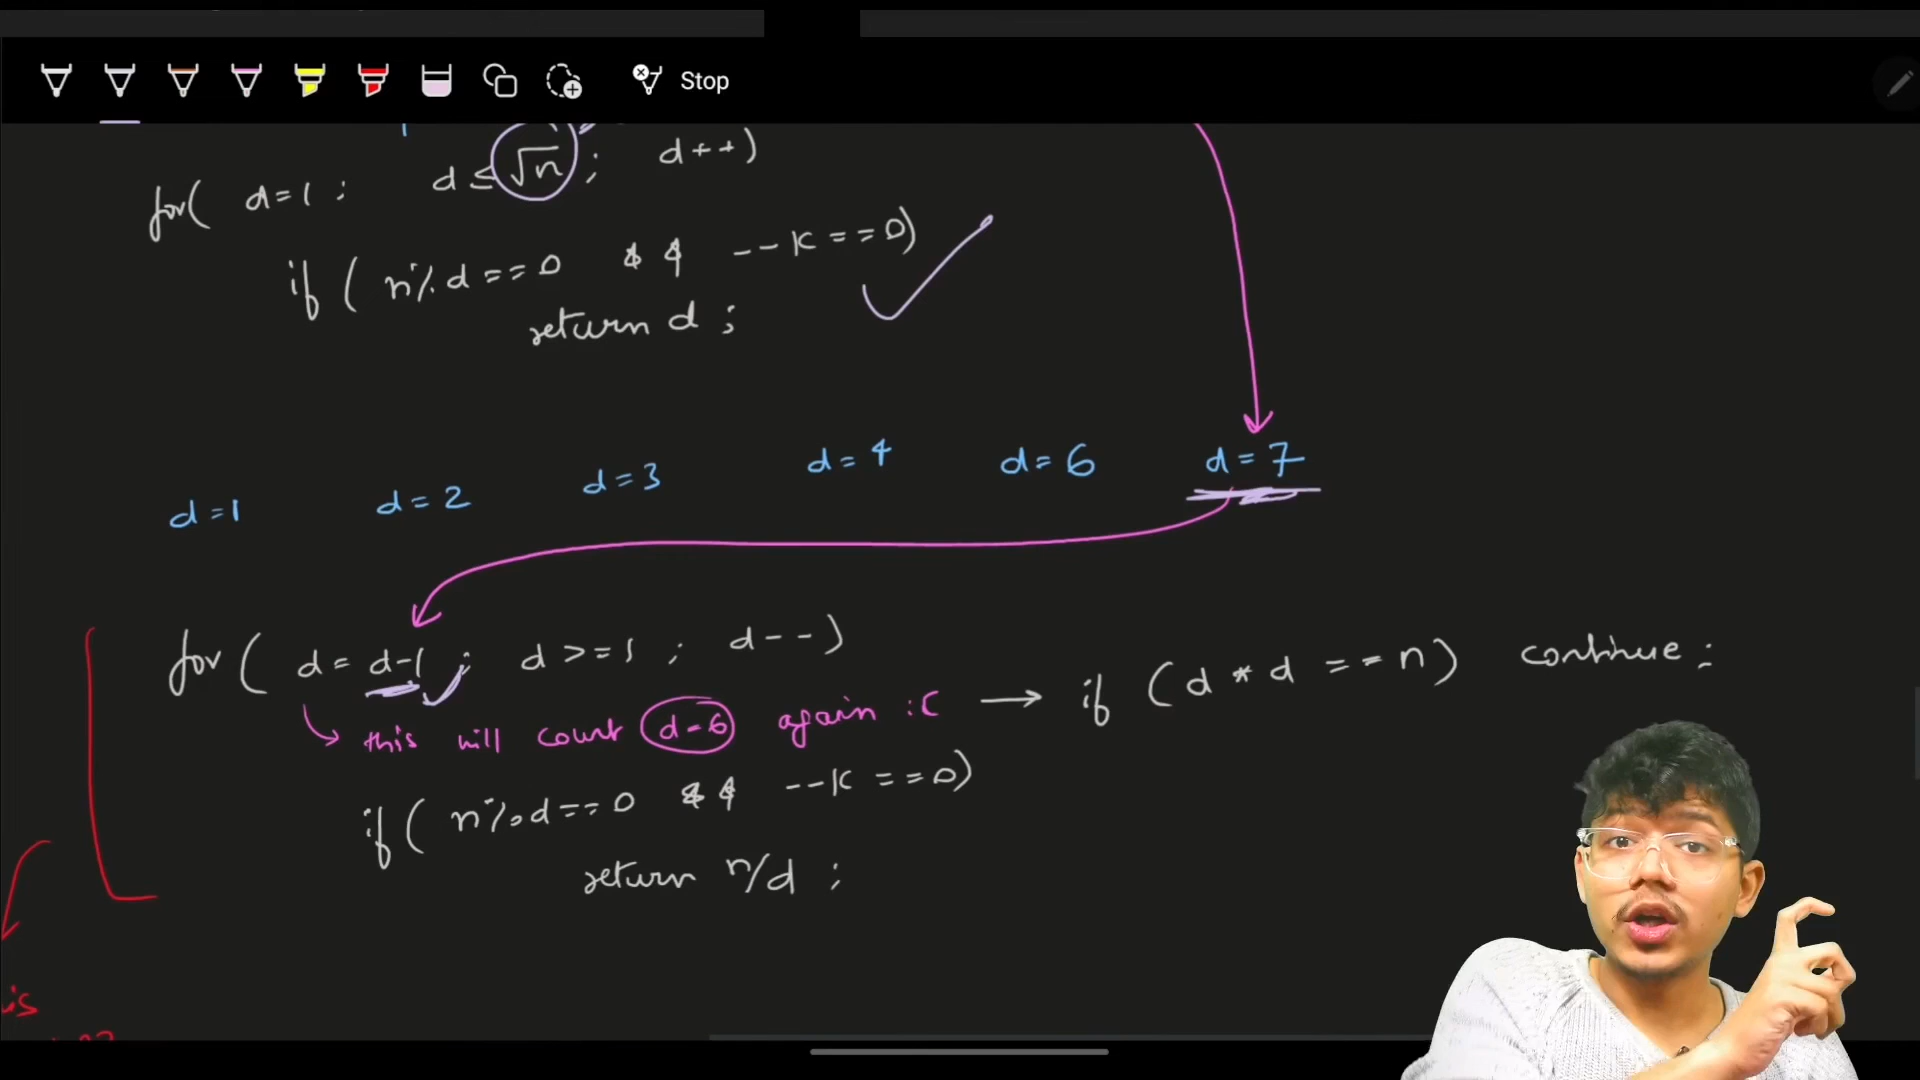 Stop
for( d=1 ; d ≤ √n ; d++)
if ( n%d==0 && --k==0)
return d ;
d=1 d=2 d=3 d=4 d=6 d=7
for ( d= d-1 ; d>=1 ; d--)
this will count d=6 again :( → if (d * d == n) continue ;
if ( n%d==0 && --k ==0)
return n/d ;
is